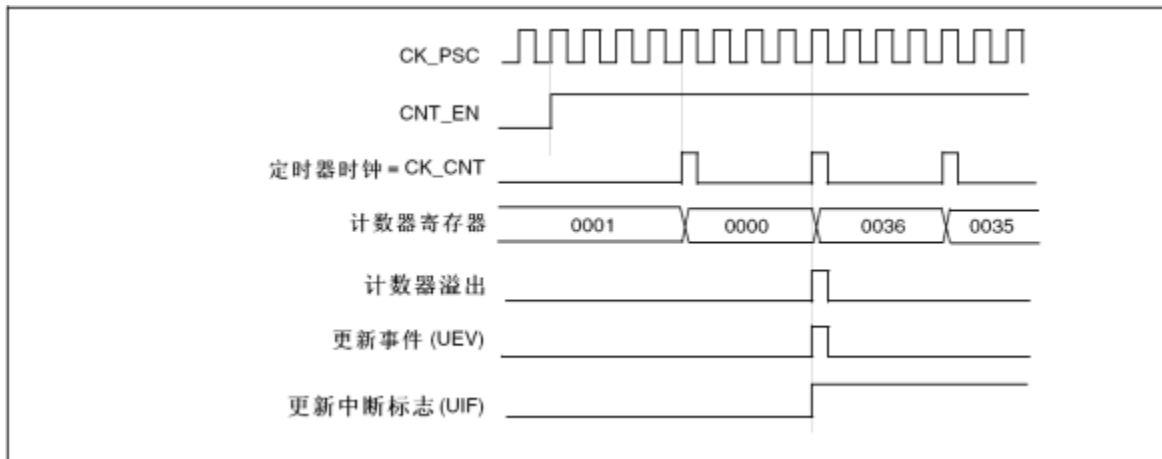 CK_PSC
CNT_EN
定时器时钟 = CK_CNT
计数器寄存器 0001 0000 0036 0035
计数器溢出
更新事件 (UEV)
更新中断标志 (UIF)